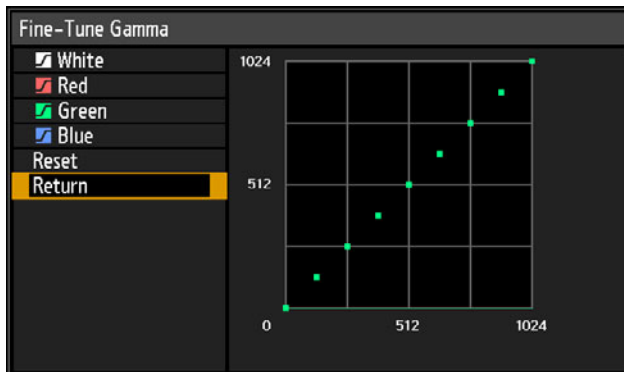 Fine-Tune Gamma
White
Red
Green
Blue
Reset
Return
1024
512
0 512 1024